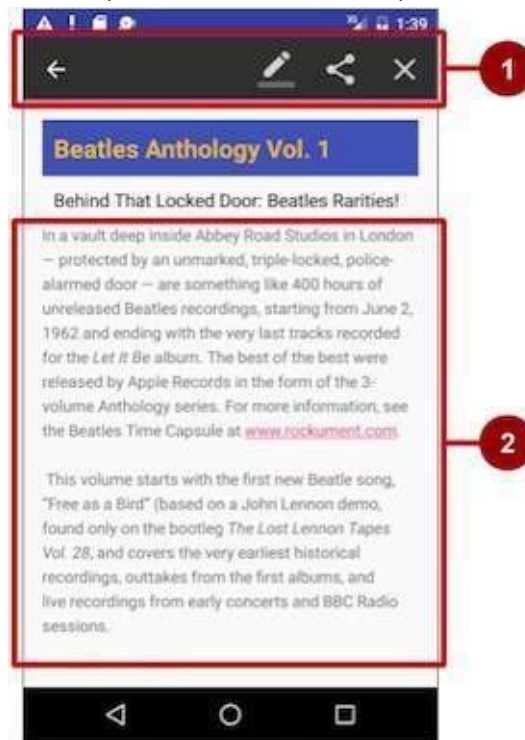 1:39
1
Beatles Anthology Vol. 1
Behind That Locked Door: Beatles Rarities!
In a vault deep inside Abbey Road Studios in London
— protected by an unmarked, triple-locked, police-
alarmed door — are something like 400 hours of
unreleased Beatles recordings, starting from June 2,
1962 and ending with the very last tracks recorded
for the Let It Be album. The best of the best were
released by Apple Records in the form of the 3-
volume Anthology series. For more information, see
the Beatles Time Capsule at www.rockument.com.
2
This volume starts with the first new Beatle song,
"Free as a Bird" (based on a John Lennon demo,
found only on the bootleg The Lost Lennon Tapes
Vol. 28, and covers the very earliest historical
recordings, outtakes from the first albums, and
live recordings from early concerts and BBC Radio
sessions.